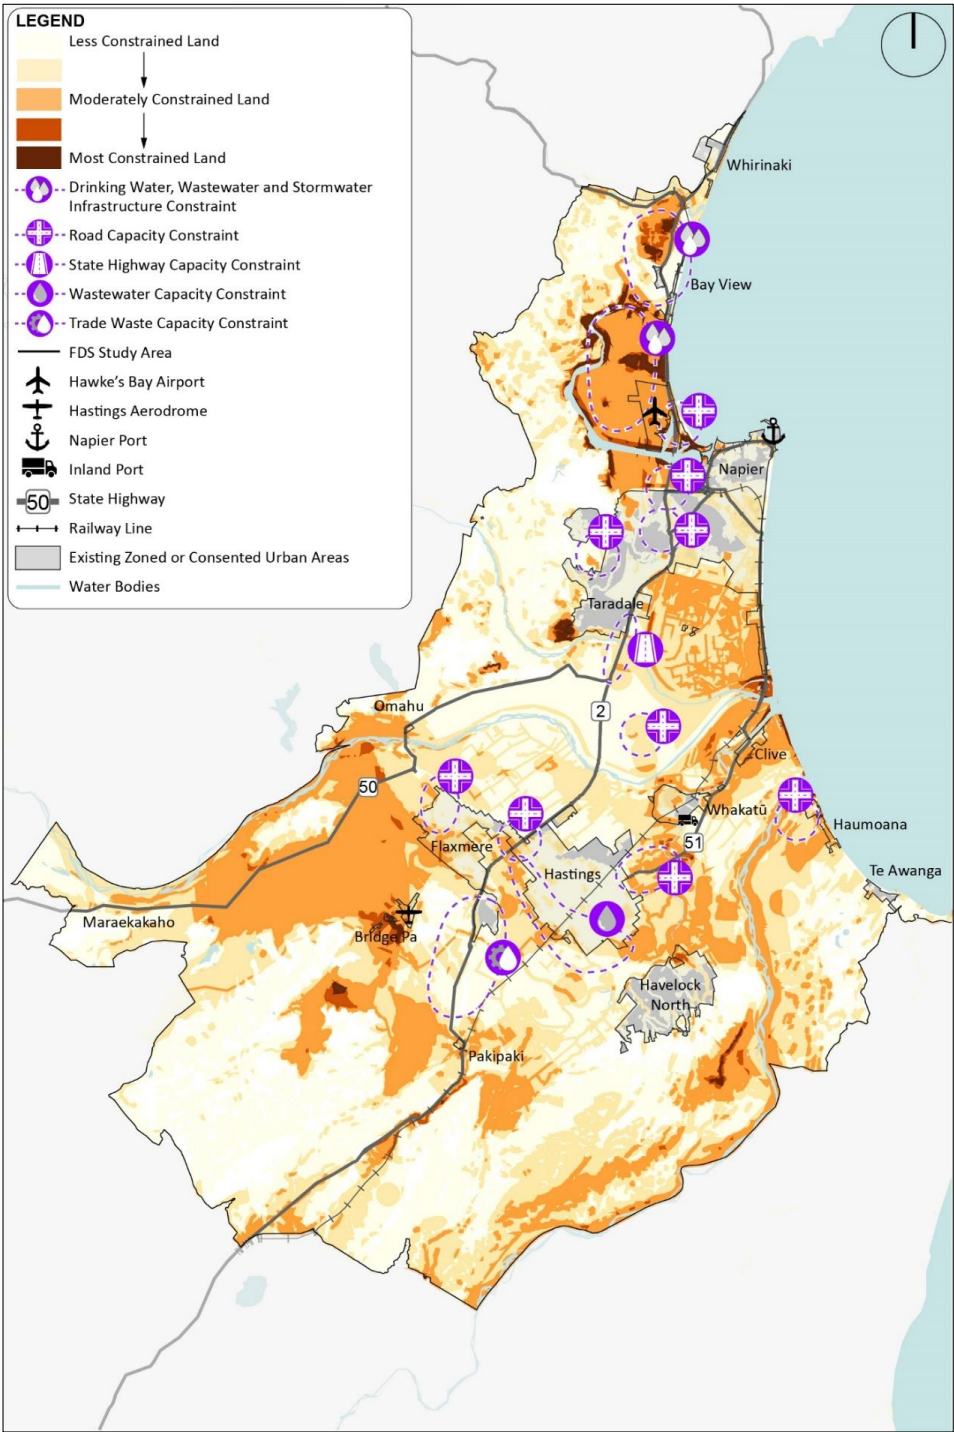 LEGEND
Less Constrained Land
Moderately Constrained Land
Most Constrained Land
Drinking Water, Wastewater and Stormwater
Infrastructure Constraint
Road Capacity Constraint
State Highway Capacity Constraint
Wastewater Capacity Constraint
Trade Waste Capacity Constraint
FDS Study Area
Hawke's Bay Airport
Hastings Aerodrome
Napier Port
Inland Port
50 State Highway
Railway Line
Existing Zoned or Consented Urban Areas
Water Bodies
Whirinaki
Bay View
Napier
Taradale
Omahu
2
Clive
50
Whakatū
Haumoana
51
Flaxmere
Hastings
Te Awanga
Maraekakaho
Bridge Pa
Havelock
North
Pakipaki